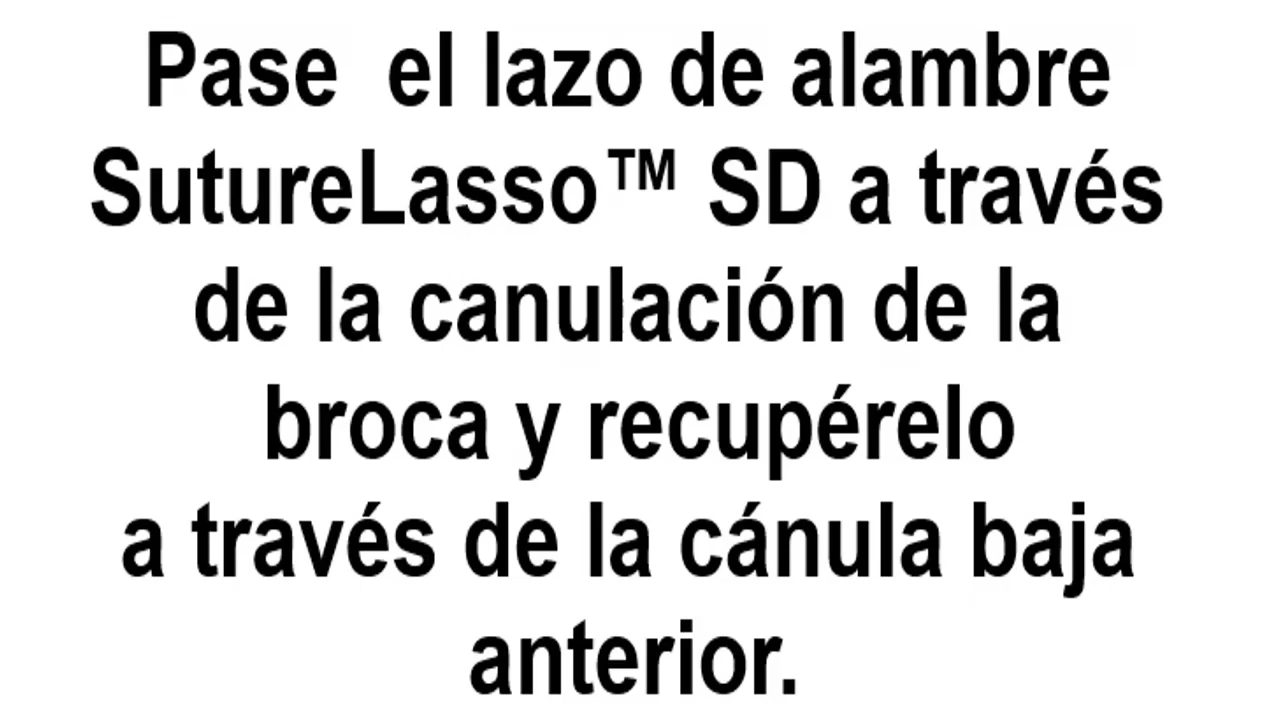 Pase  el lazo de alambre
SutureLasso™ SD a través
de la canulación de la
broca y recupérelo
a través de la cánula baja
anterior.